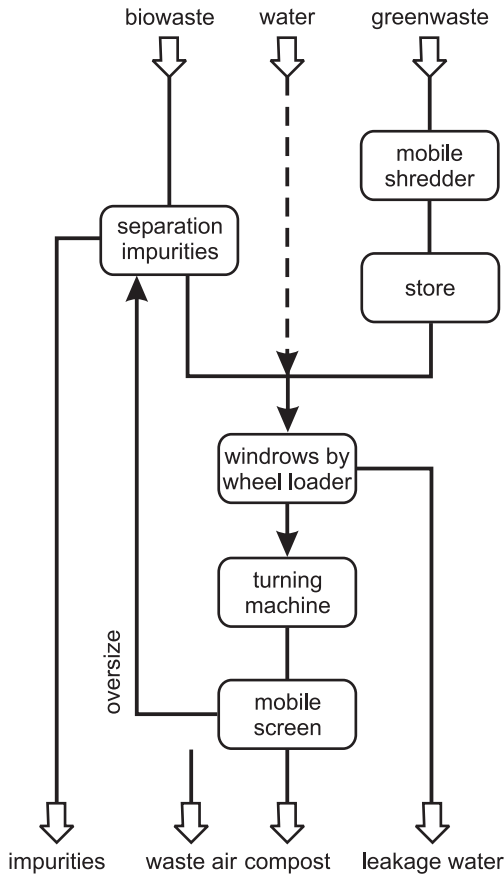 biowaste
water
greenwaste
mobile
shredder
separation
impurities
store
windrows by
wheel loader
turning
machine
oversize
mobile
screen
impurities
waste air
compost
leakage water